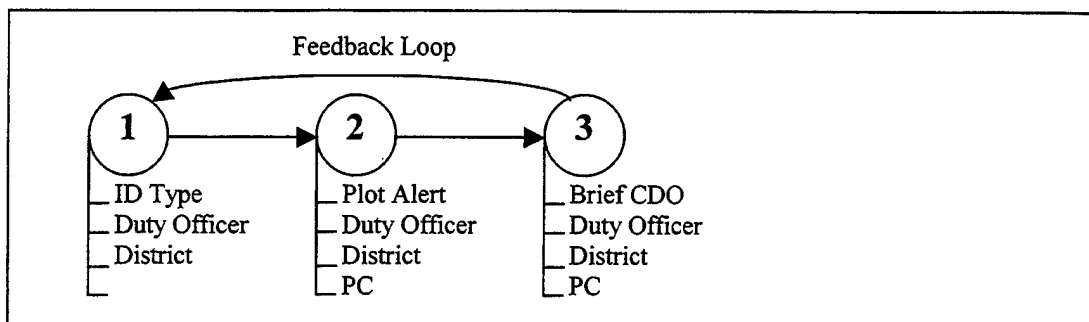 Feedback Loop
1
2
3
ID Type
Duty Officer
District
Plot Alert
Duty Officer
District
PC
Brief CDO
Duty Officer
District
PC